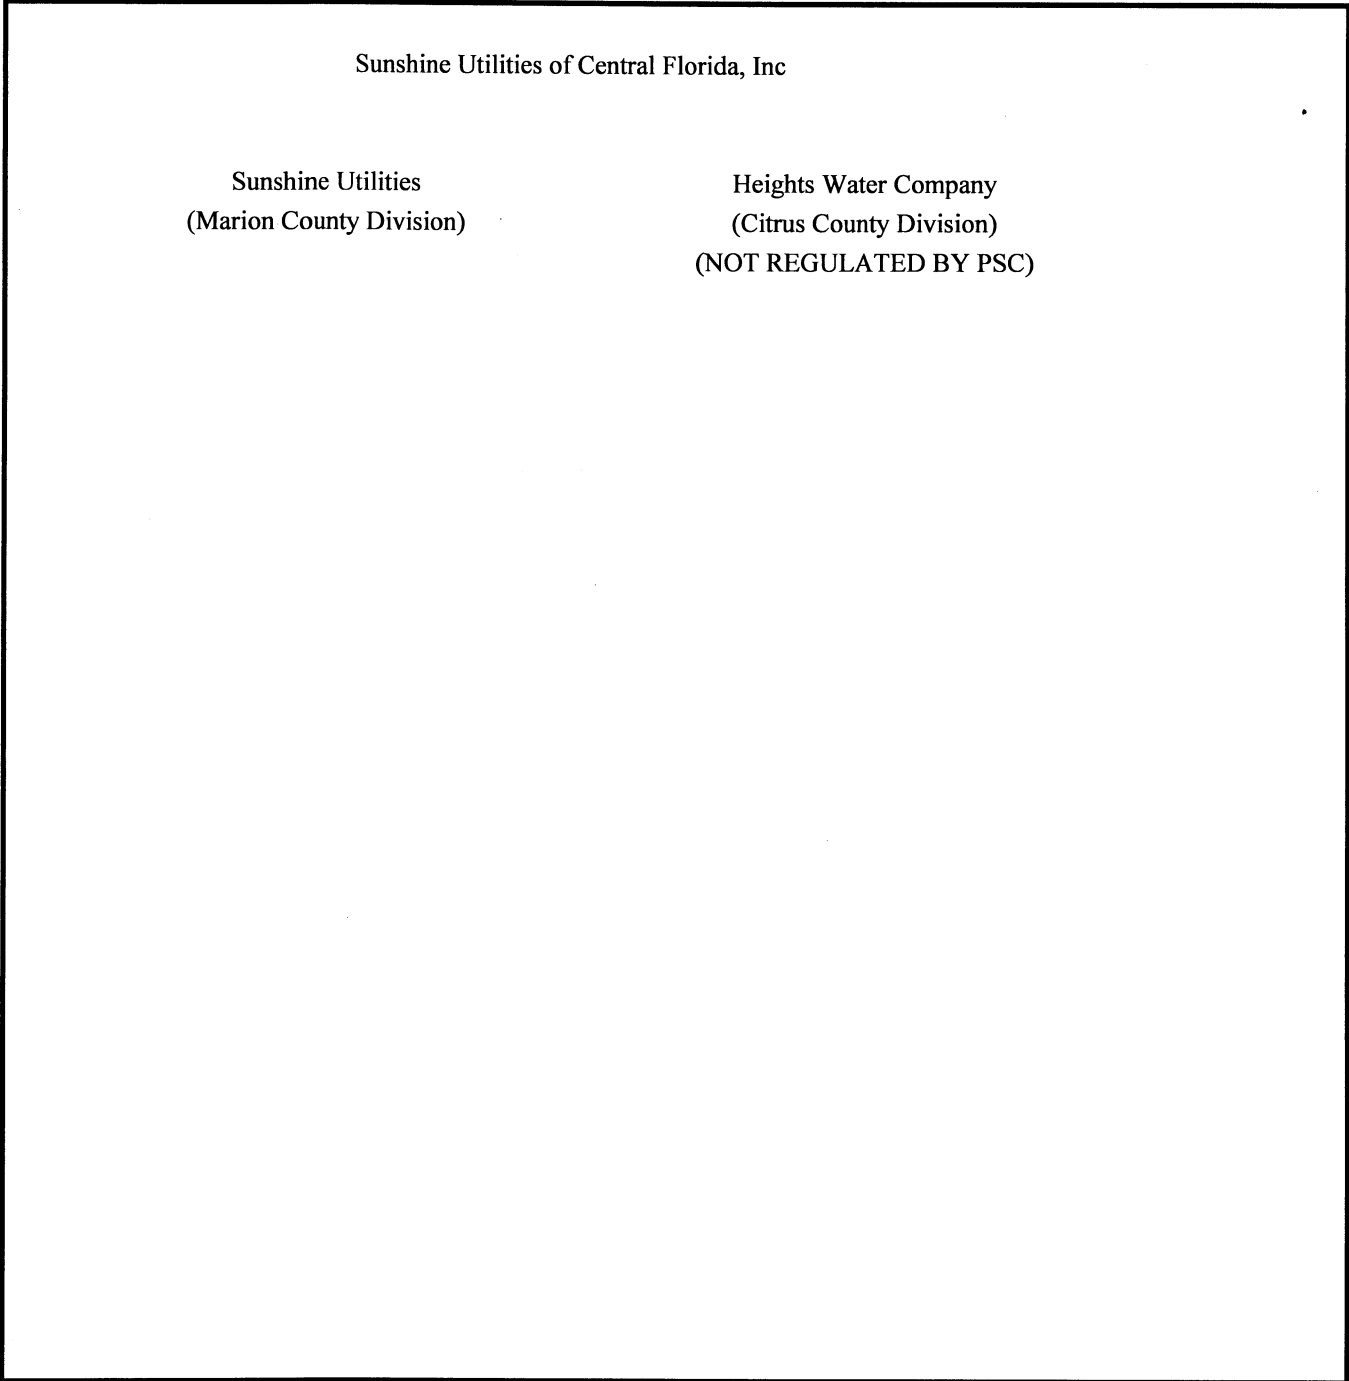 Sunshine Utilities of Central Florida, Inc
Sunshine Utilities
(Marion County Division)
Heights Water Company
(Citrus County Division)
(NOT REGULATED BY PSC)